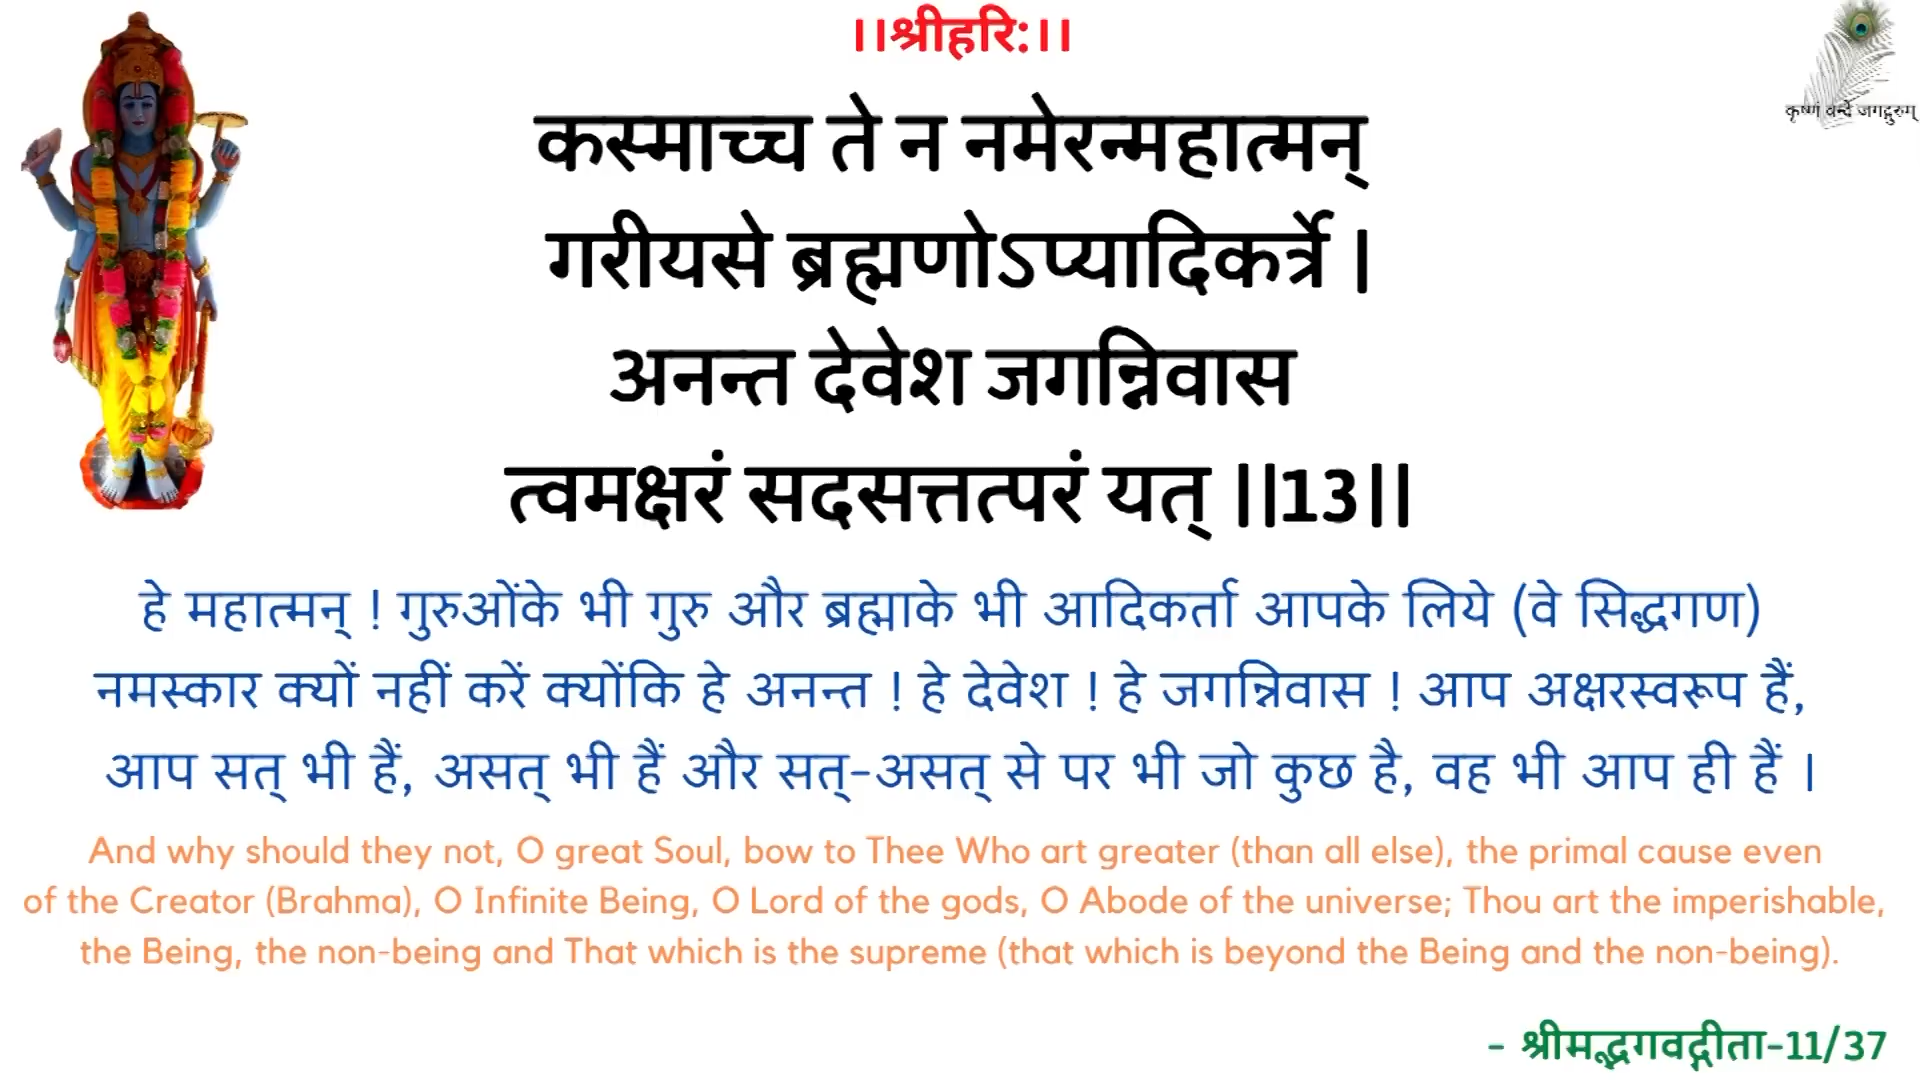 ।।श्रीहरि:।।
कृष्णं वन्दे जगद्गुरुम्
कस्माच्च ते न नमेरन्महात्मन्
गरीयसे ब्रह्मणोऽप्यादिकर्त्रे |
अनन्त देवेश जगन्निवास
त्वमक्षरं सदसत्तत्परं यत् ||13||
हे महात्मन् ! गुरुओंके भी गुरु और ब्रह्माके भी आदिकर्ता आपके लिये (वे सिद्धगण)
नमस्कार क्यों नहीं करें क्योंकि हे अनन्त ! हे देवेश ! हे जगन्निवास ! आप अक्षरस्वरूप हैं,
आप सत् भी हैं, असत् भी हैं और सत्-असत् से पर भी जो कुछ है, वह भी आप ही हैं ।
And why should they not, O great Soul, bow to Thee Who art greater (than all else), the primal cause even
of the Creator (Brahma), O Infinite Being, O Lord of the gods, O Abode of the universe; Thou art the imperishable,
the Being, the non-being and That which is the supreme (that which is beyond the Being and the non-being).
- श्रीमद्भगवद्गीता-11/37